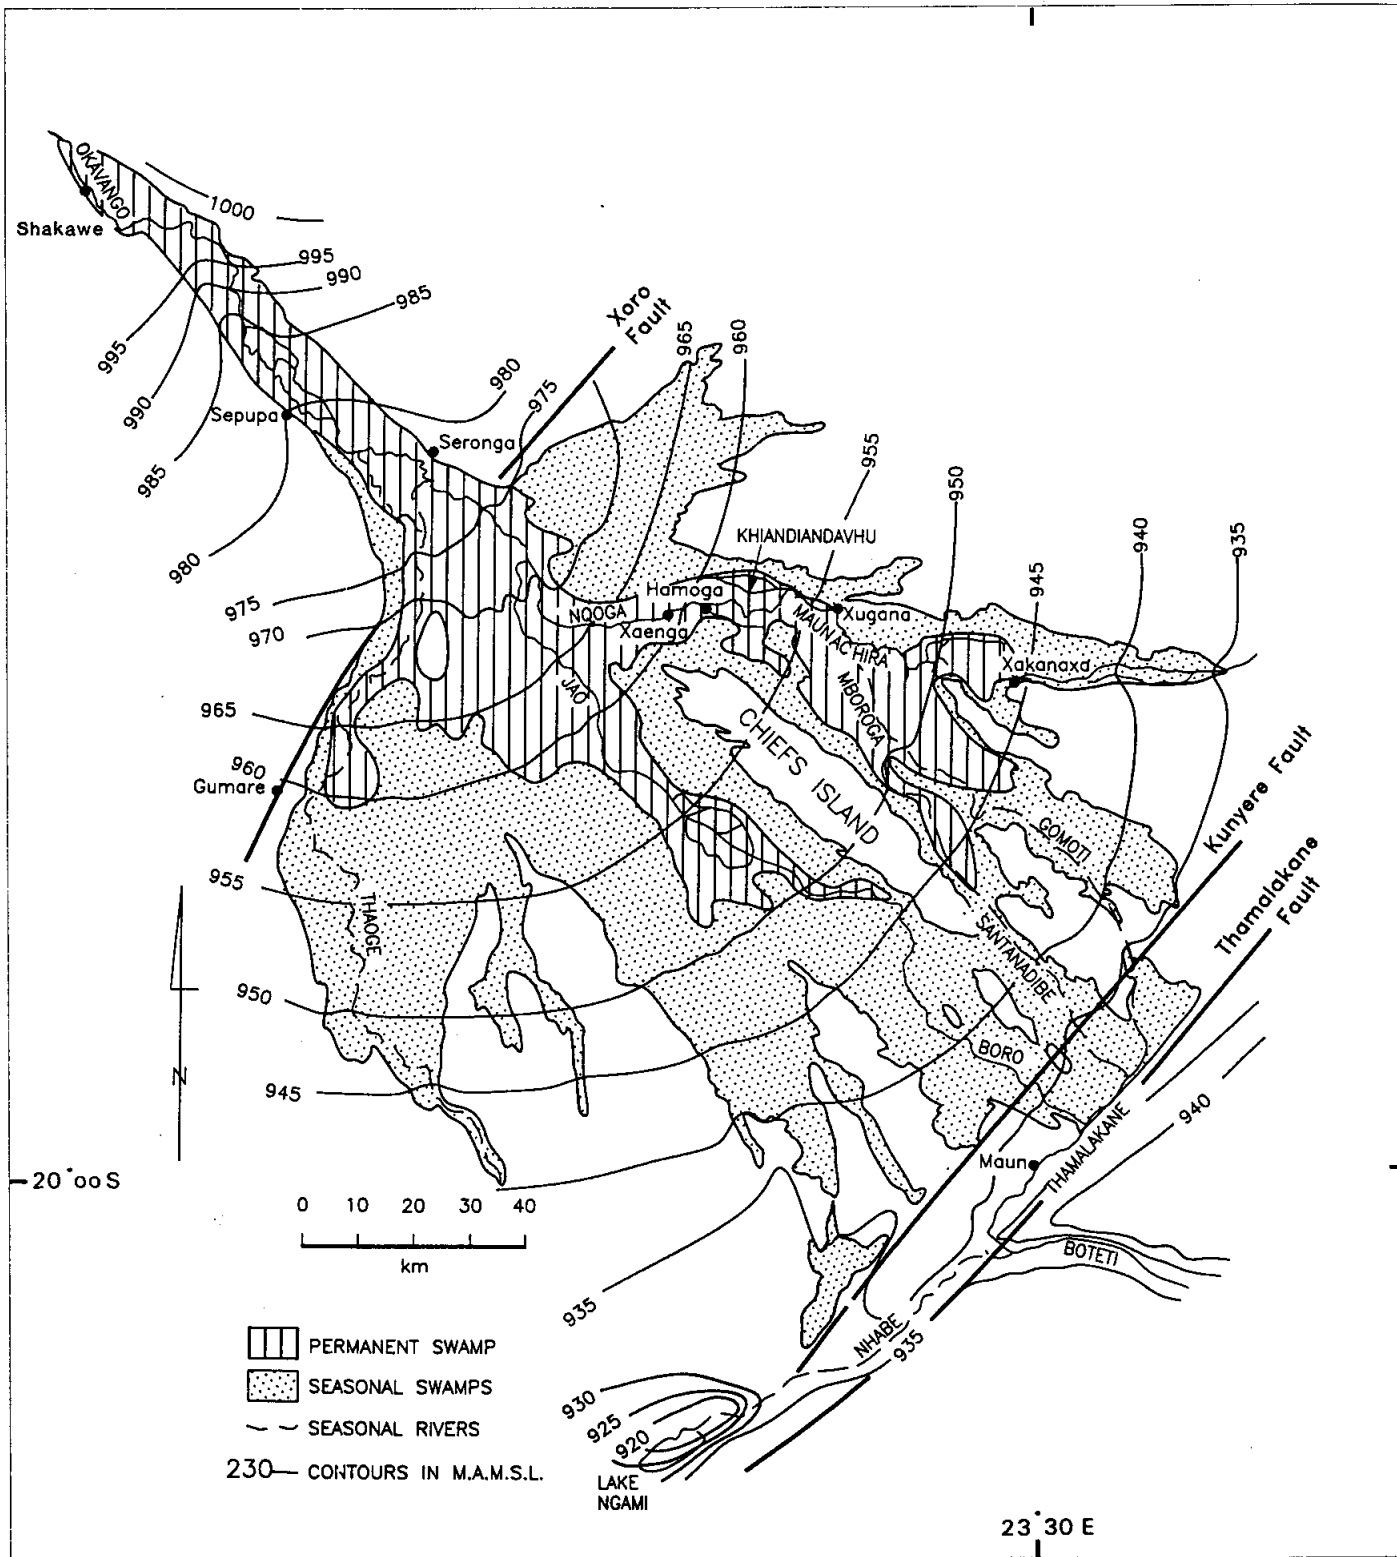 OKAVANGO
1000
Shakawe
995
990
985
Xoro
Fault
965
960
995
990
985
980
975
Sepupa
Seronga
955
950
940
935
980
KHIANDIANDAVHU
945
975
970
Hamoga
NQOGA
Xaenga
MAUNACHIRA
Xugana
Xakanaxa
JAO
MBOROGA
965
CHIEFS ISLAND
960
Gumare
GOMOTI
Kunyere Fault
Thamalakane
Fault
955
THAOGE
SANTANADIBE
950
BORO
945
N
940
Maun
THAMALAKANE
20°00 S
0 10 20 30 40
km
BOTETI
935
NHABE
935
PERMANENT SWAMP
SEASONAL SWAMPS
SEASONAL RIVERS
230 CONTOURS IN M.A.M.S.L.
930
925
920
LAKE
NGAMI
23°30 E